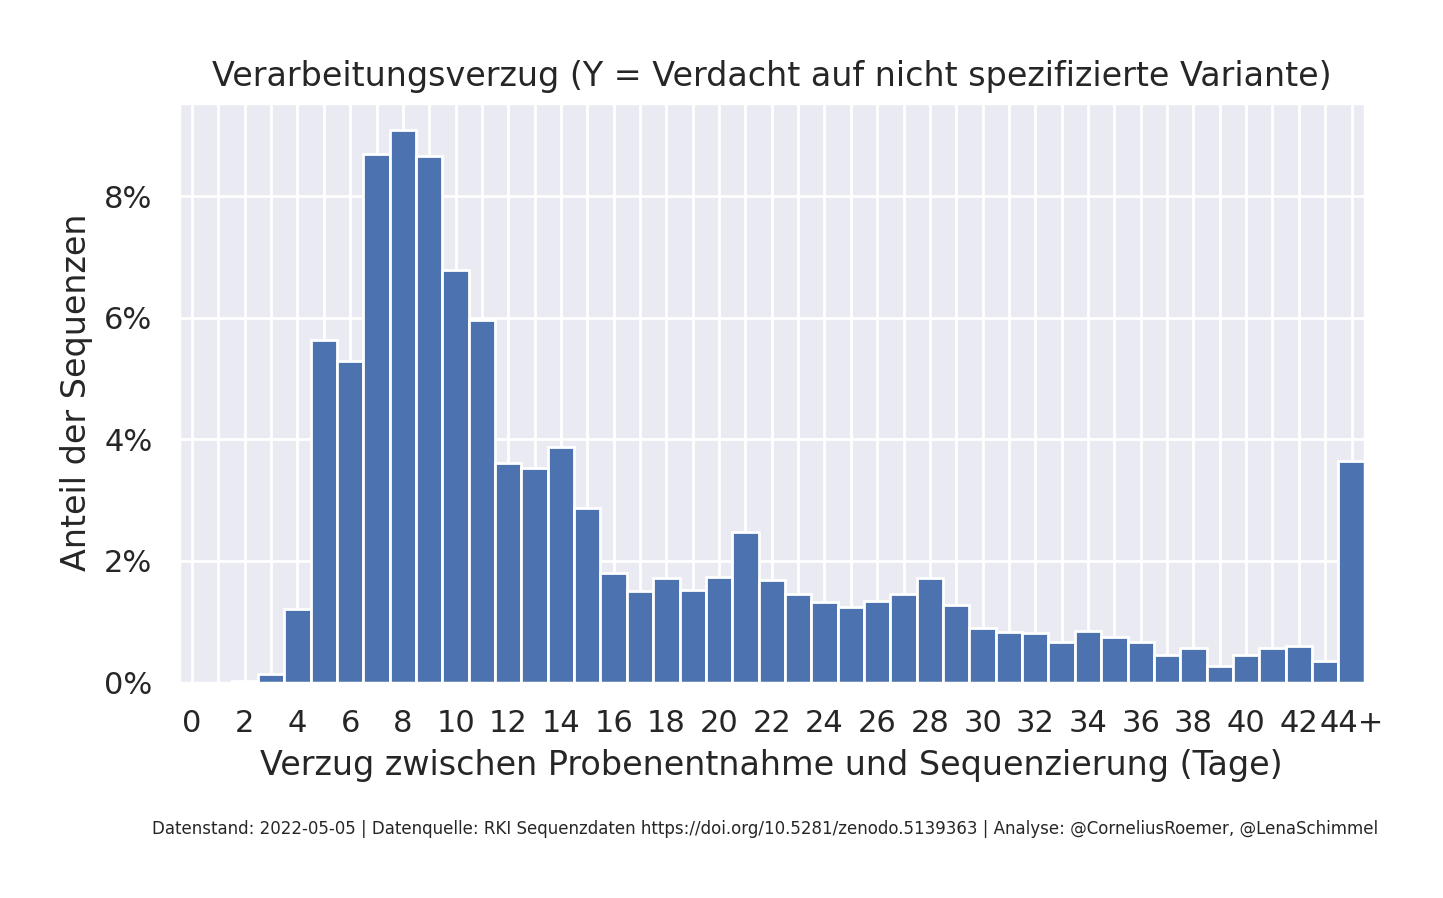 Verarbeitungsverzug (Y = Verdacht auf nicht spezifizierte Variante)
Anteil der Sequenzen
8%
6%
4%
2%
0%
0 2 4 6 8 10 12 14 16 18 20 22 24 26 28 30 32 34 36 38 40 42 44+
Verzug zwischen Probenentnahme und Sequenzierung (Tage)
Datenstand: 2022-05-05 | Datenquelle: RKI Sequenzdaten https://doi.org/10.5281/zenodo.5139363 | Analyse: @CorneliusRoemer, @LenaSchimmel